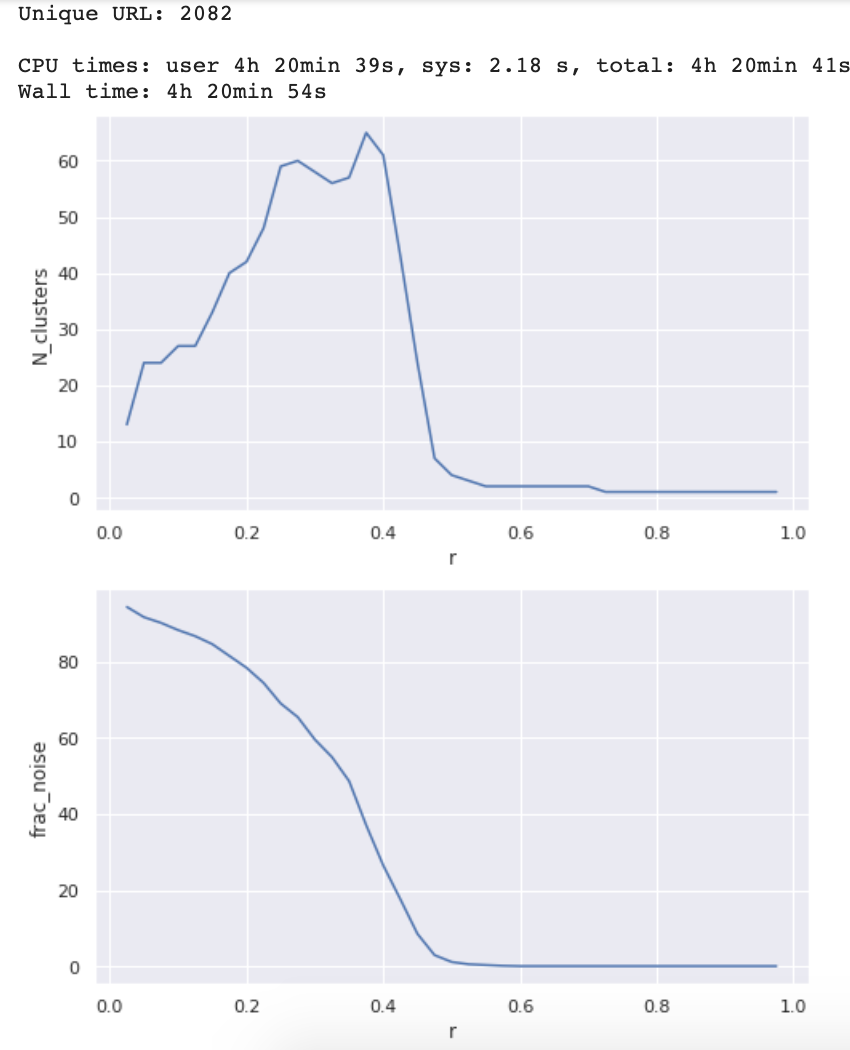 Unique URL: 2082
CPU times: user 4h 20min 39s, sys: 2.18 s, total: 4h 20min 41s
Wall time: 4h 20min 54s
60
50
40
30
20
10
0
N_clusters
0.0 0.2 0.4 0.6 0.8 1.0
r
80
60
40
20
0
frac_noise
0.0 0.2 0.4 0.6 0.8 1.0
r